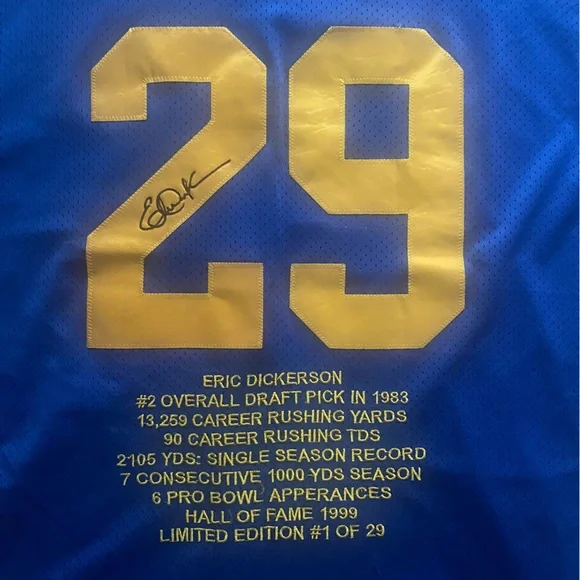 29
ERIC DICKERSON
#2 OVERALL DRAFT PICK IN 1983
13,259 CAREER RUSHING YARDS
90 CAREER RUSHING TDS
2105 YDS: SINGLE SEASON RECORD
7 CONSECUTIVE 1000 YDS SEASON
6 PRO BOWL APPERANCES
HALL OF FAME 1999
LIMITED EDITION #1 OF 29